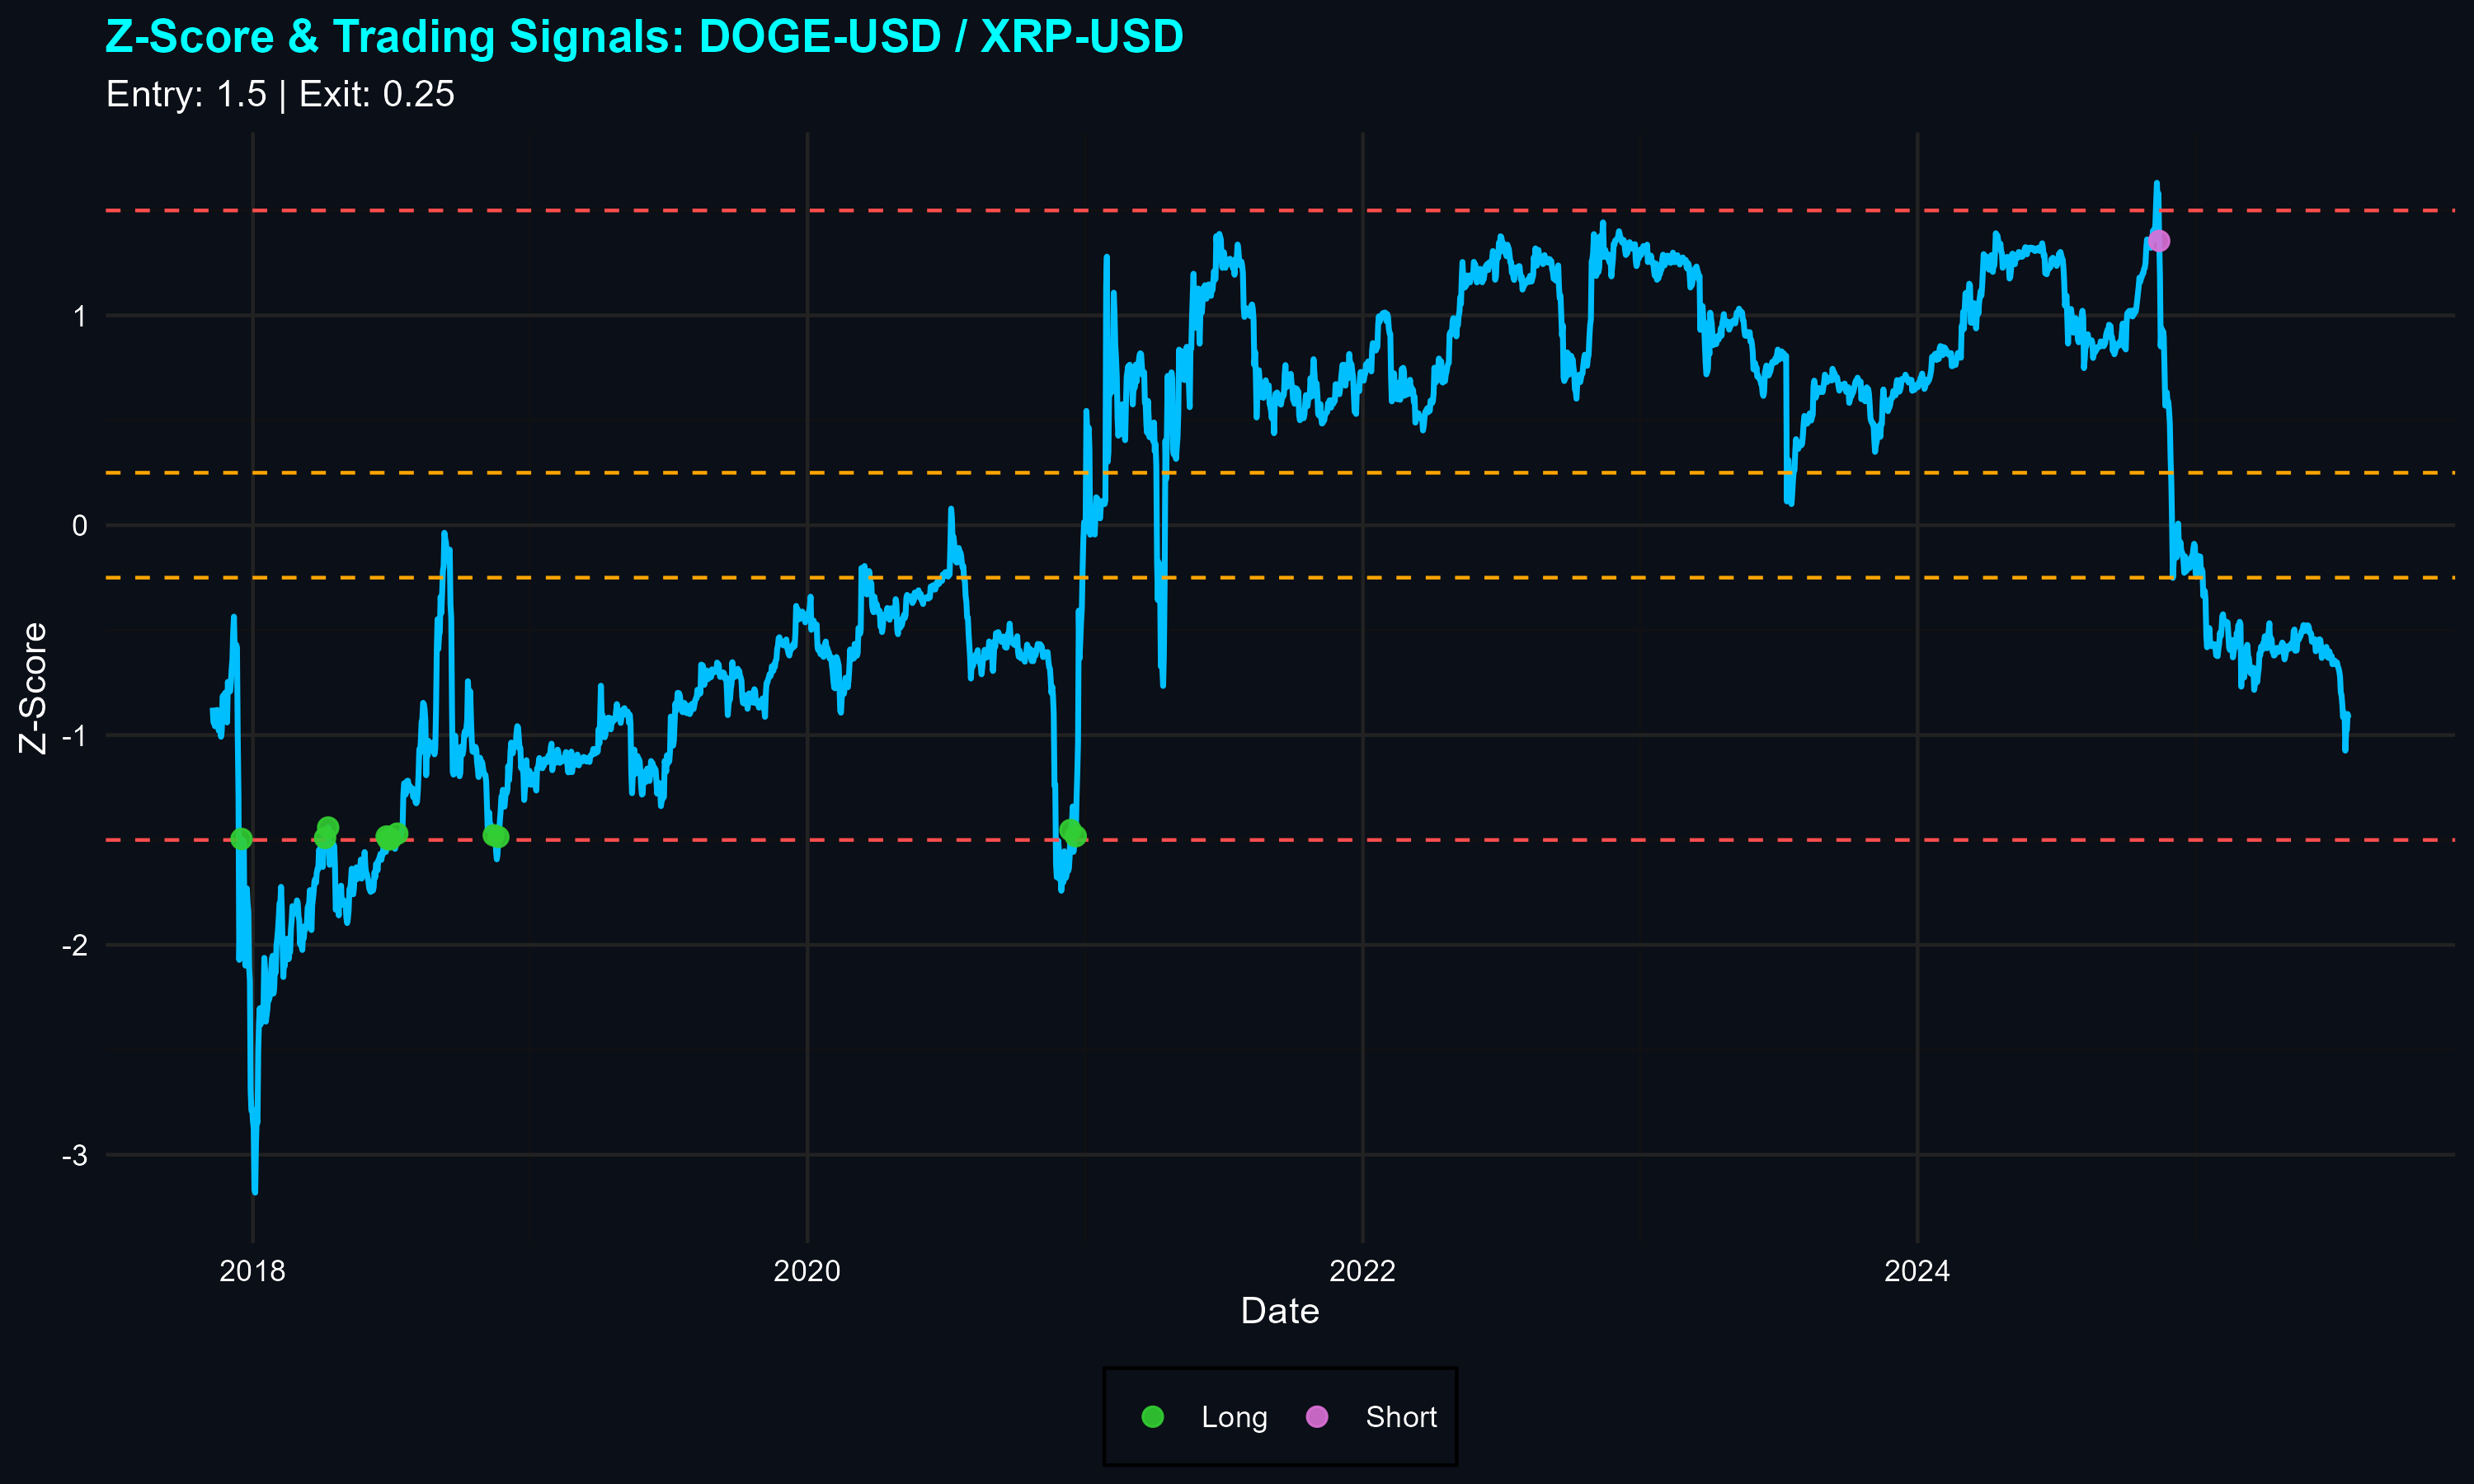 Z-Score & Trading Signals: DOGE-USD / XRP-USD
Entry: 1.5 | Exit: 0.25
Z-Score
1
0
-1
-2
-3
2018 2020 2022 2024
Date
Long Short